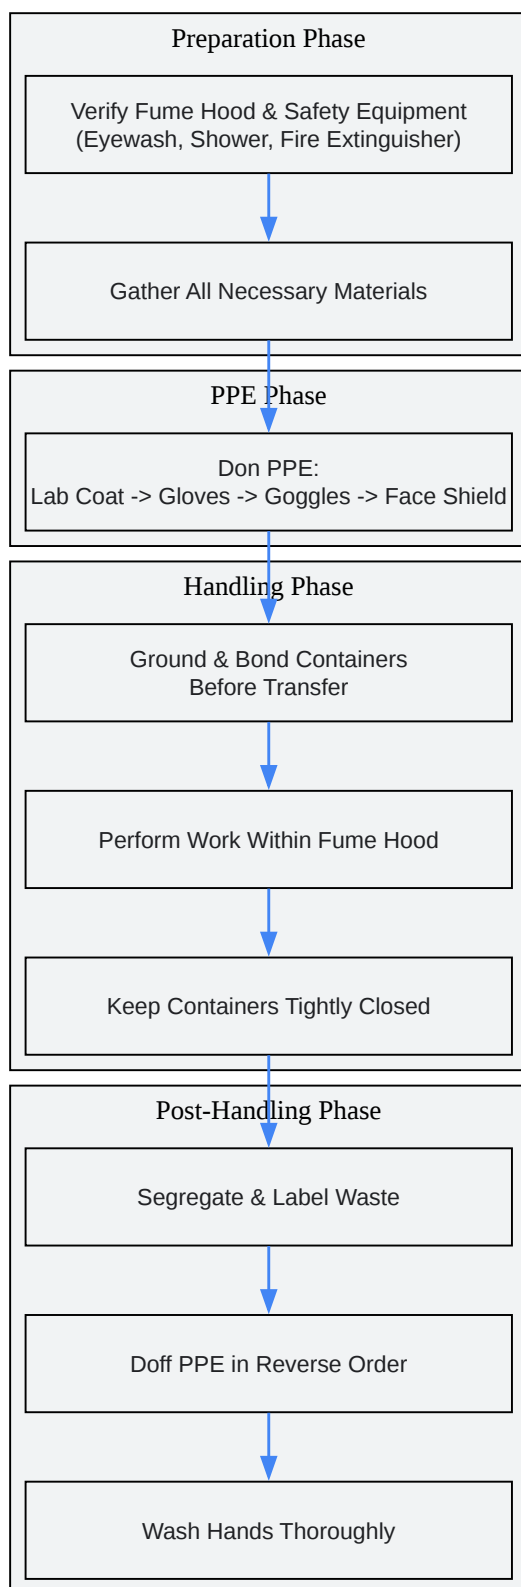 Preparation Phase
Verify Fume Hood & Safety Equipment
(Eyewash, Shower, Fire Extinguisher)
Gather All Necessary Materials
PPE Phase
Don PPE:
Lab Coat -> Gloves -> Goggles -> Face Shield
Handling Phase
Ground & Bond Containers
Before Transfer
Perform Work Within Fume Hood
Keep Containers Tightly Closed
Post-Handling Phase
Segregate & Label Waste
Doff PPE in Reverse Order
Wash Hands Thoroughly